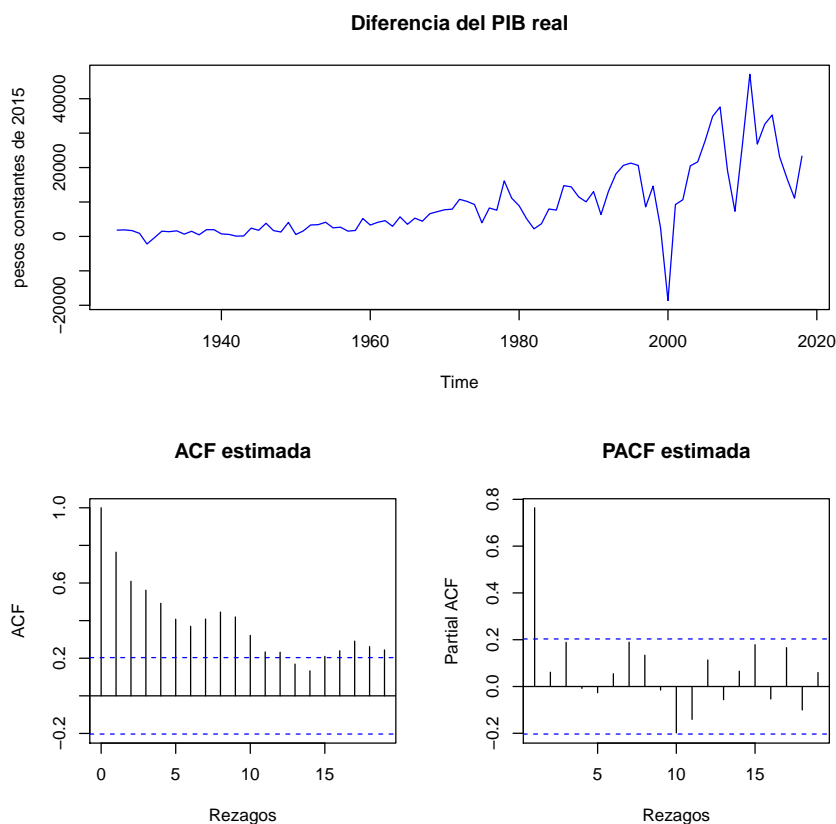 Diferencia del PIB real
pesos constantes de 2015
40000
20000
0
−20000
1940
1960
1980
2000
2020
Time
ACF estimada
ACF
1.0
0.6
0.2
−0.2
0
5
10
15
Rezagos
PACF estimada
Partial ACF
0.8
0.6
0.4
0.2
0.0
−0.2
5
10
15
Rezagos